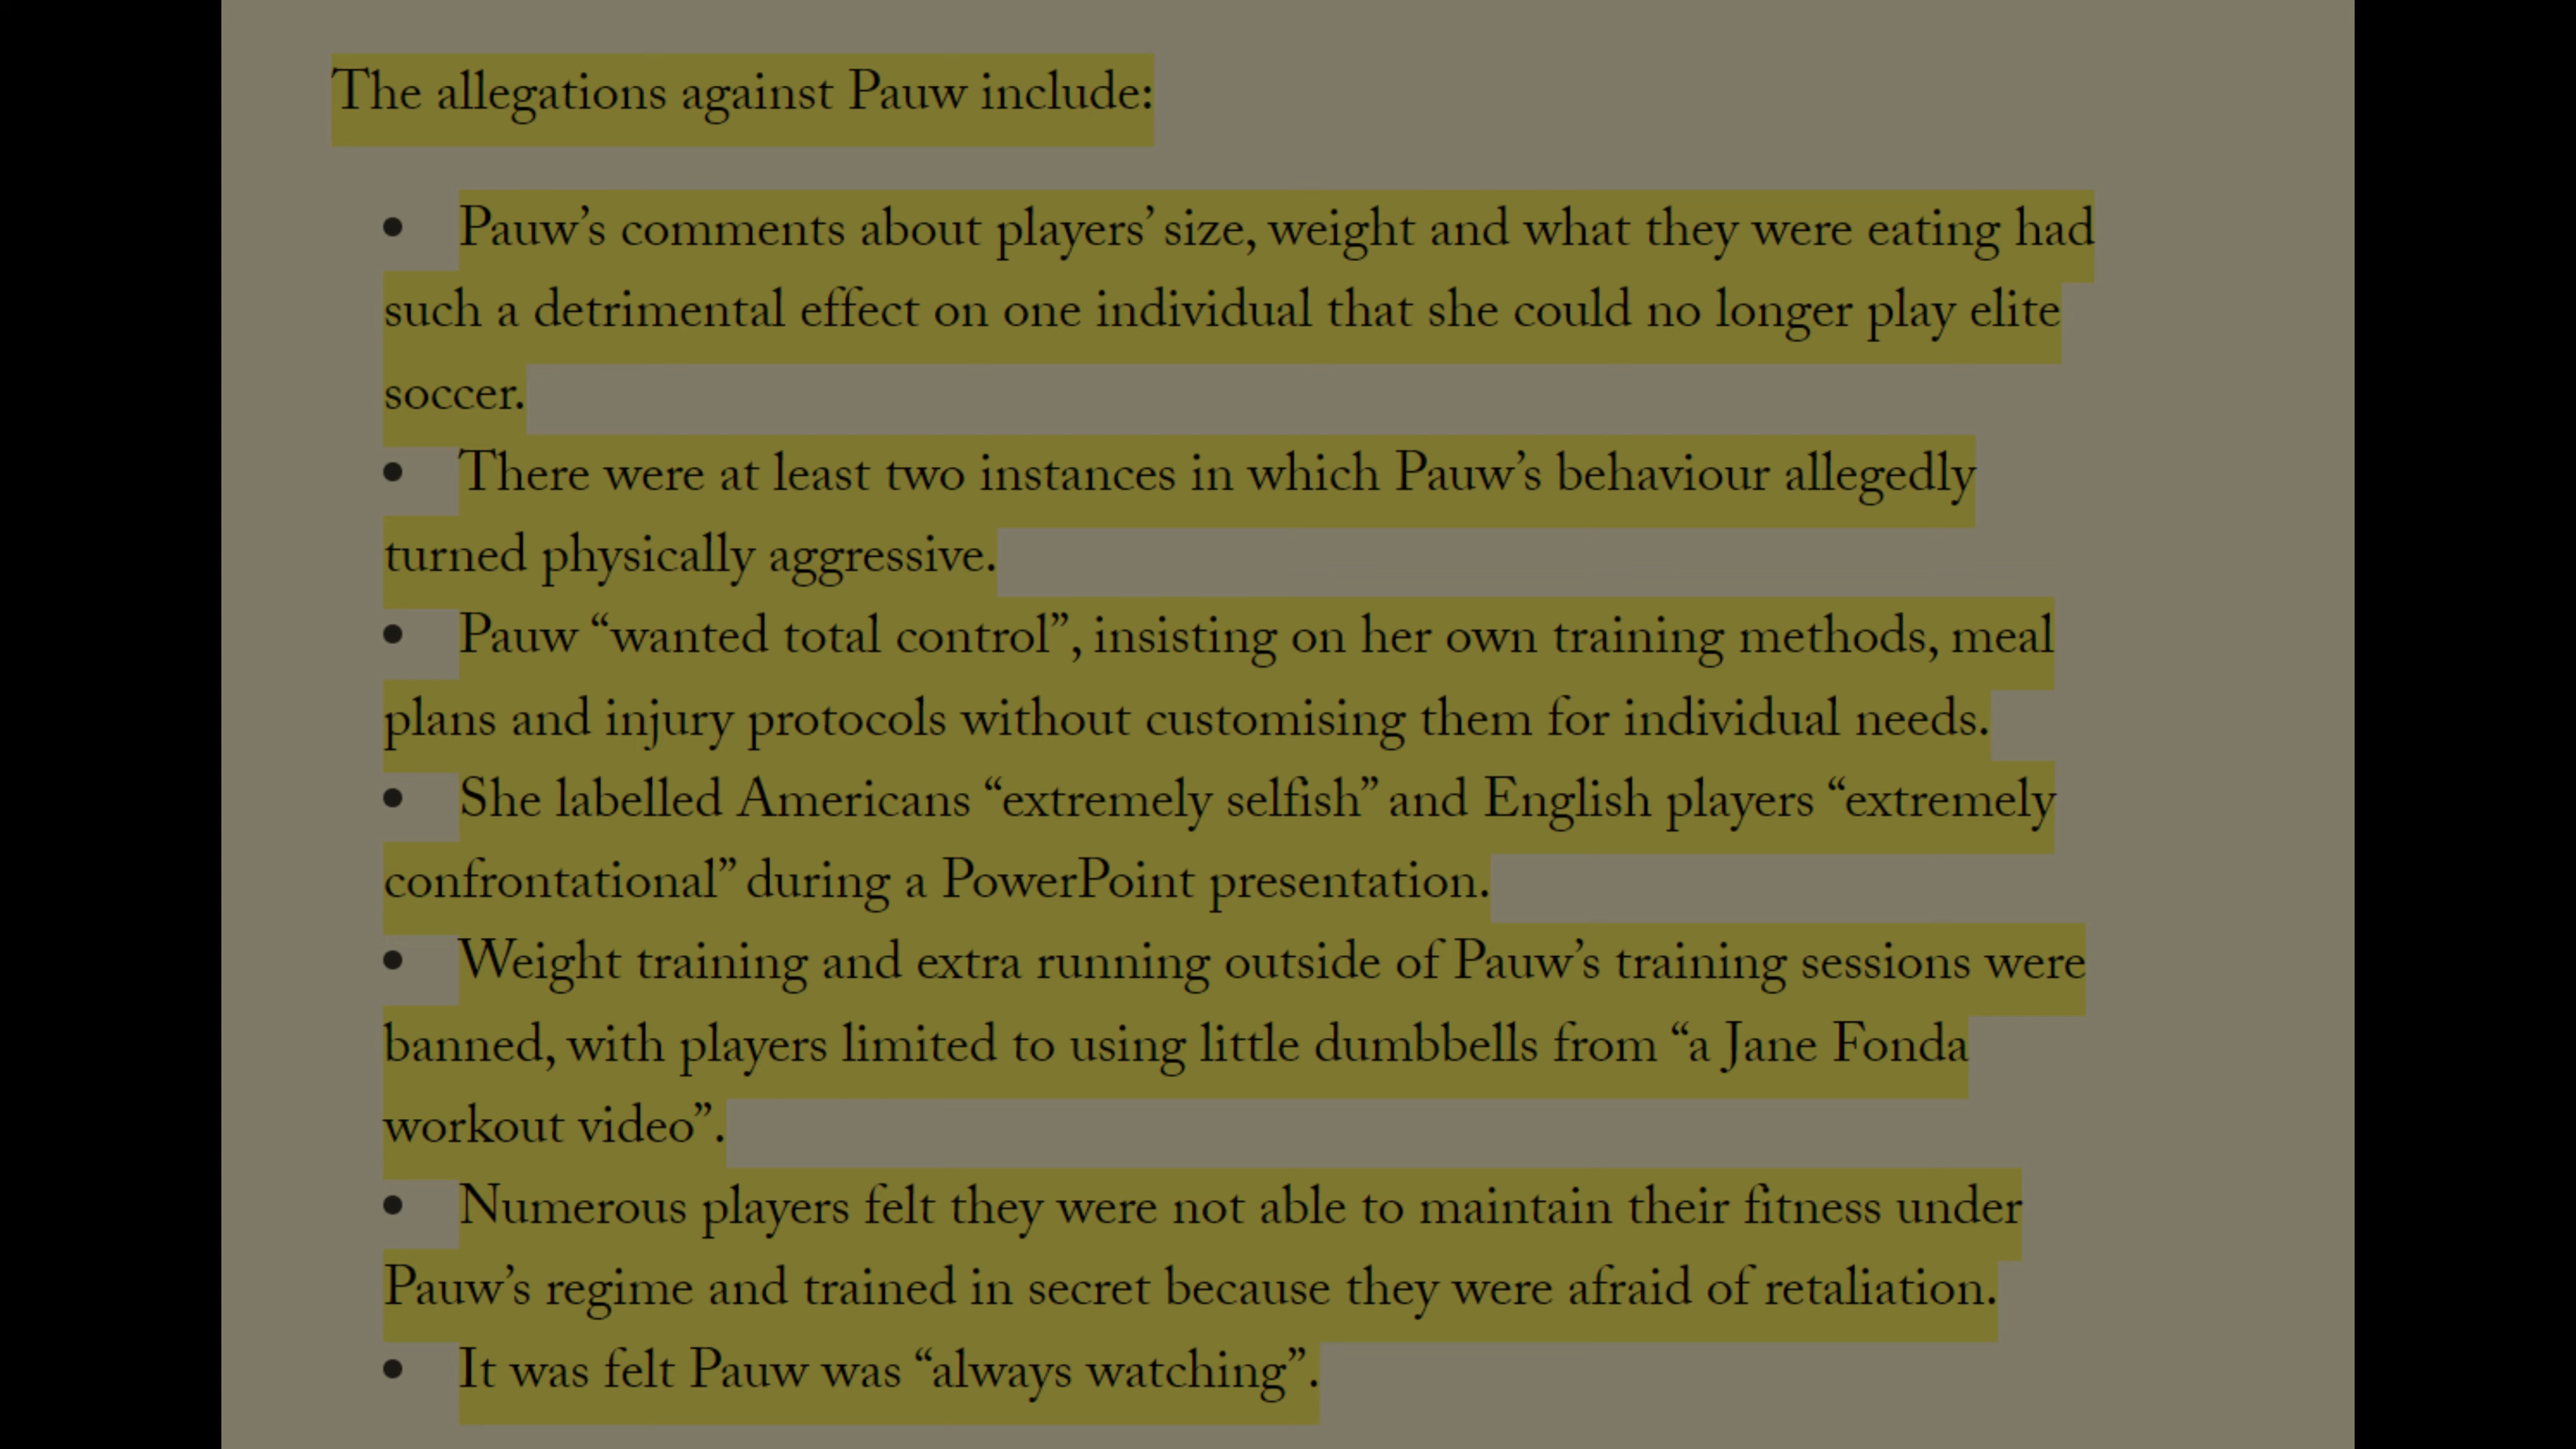 The allegations against Pauw include:
• Pauw’s comments about players’ size, weight and what they were eating had
such a detrimental effect on one individual that she could no longer play elite
soccer.
• There were at least two instances in which Pauw’s behaviour allegedly
turned physically aggressive.
• Pauw “wanted total control”, insisting on her own training methods, meal
plans and injury protocols without customising them for individual needs.
• She labelled Americans “extremely selfish” and English players “extremely
confrontational” during a PowerPoint presentation.
• Weight training and extra running outside of Pauw’s training sessions were
banned, with players limited to using little dumbbells from “a Jane Fonda
workout video”.
• Numerous players felt they were not able to maintain their fitness under
Pauw’s regime and trained in secret because they were afraid of retaliation.
• It was felt Pauw was “always watching”.